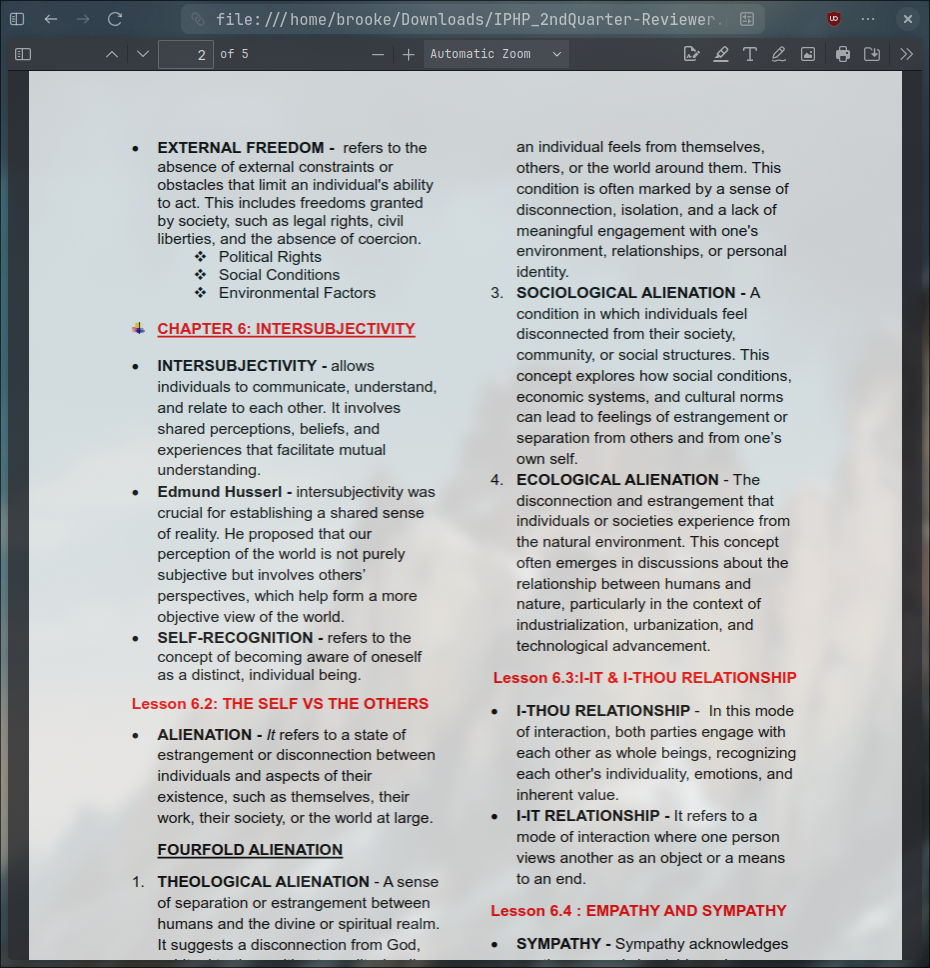 file:///home/brooke/Downloads/IPHP_2ndQuarter-Reviewer.
2 of 5
Automatic Zoom
• EXTERNAL FREEDOM - refers to the
absence of external constraints or
obstacles that limit an individual's ability
to act. This includes freedoms granted
by society, such as legal rights, civil
liberties, and the absence of coercion.
❖ Political Rights
❖ Social Conditions
❖ Environmental Factors
CHAPTER 6: INTERSUBJECTIVITY
• INTERSUBJECTIVITY - allows
individuals to communicate, understand,
and relate to each other. It involves
shared perceptions, beliefs, and
experiences that facilitate mutual
understanding.
• Edmund Husserl - intersubjectivity was
crucial for establishing a shared sense
of reality. He proposed that our
perception of the world is not purely
subjective but involves others’
perspectives, which help form a more
objective view of the world.
• SELF-RECOGNITION - refers to the
concept of becoming aware of oneself
as a distinct, individual being.
Lesson 6.2: THE SELF VS THE OTHERS
• ALIENATION - It refers to a state of
estrangement or disconnection between
individuals and aspects of their
existence, such as themselves, their
work, their society, or the world at large.
FOURFOLD ALIENATION
1. THEOLOGICAL ALIENATION - A sense
of separation or estrangement between
humans and the divine or spiritual realm.
It suggests a disconnection from God,
an individual feels from themselves,
others, or the world around them. This
condition is often marked by a sense of
disconnection, isolation, and a lack of
meaningful engagement with one's
environment, relationships, or personal
identity.
3. SOCIOLOGICAL ALIENATION - A
condition in which individuals feel
disconnected from their society,
community, or social structures. This
concept explores how social conditions,
economic systems, and cultural norms
can lead to feelings of estrangement or
separation from others and from one’s
own self.
4. ECOLOGICAL ALIENATION - The
disconnection and estrangement that
individuals or societies experience from
the natural environment. This concept
often emerges in discussions about the
relationship between humans and
nature, particularly in the context of
industrialization, urbanization, and
technological advancement.
Lesson 6.3:I-IT & I-THOU RELATIONSHIP
• I-THOU RELATIONSHIP - In this mode
of interaction, both parties engage with
each other as whole beings, recognizing
each other's individuality, emotions, and
inherent value.
• I-IT RELATIONSHIP - It refers to a
mode of interaction where one person
views another as an object or a means
to an end.
Lesson 6.4 : EMPATHY AND SYMPATHY
• SYMPATHY - Sympathy acknowledges